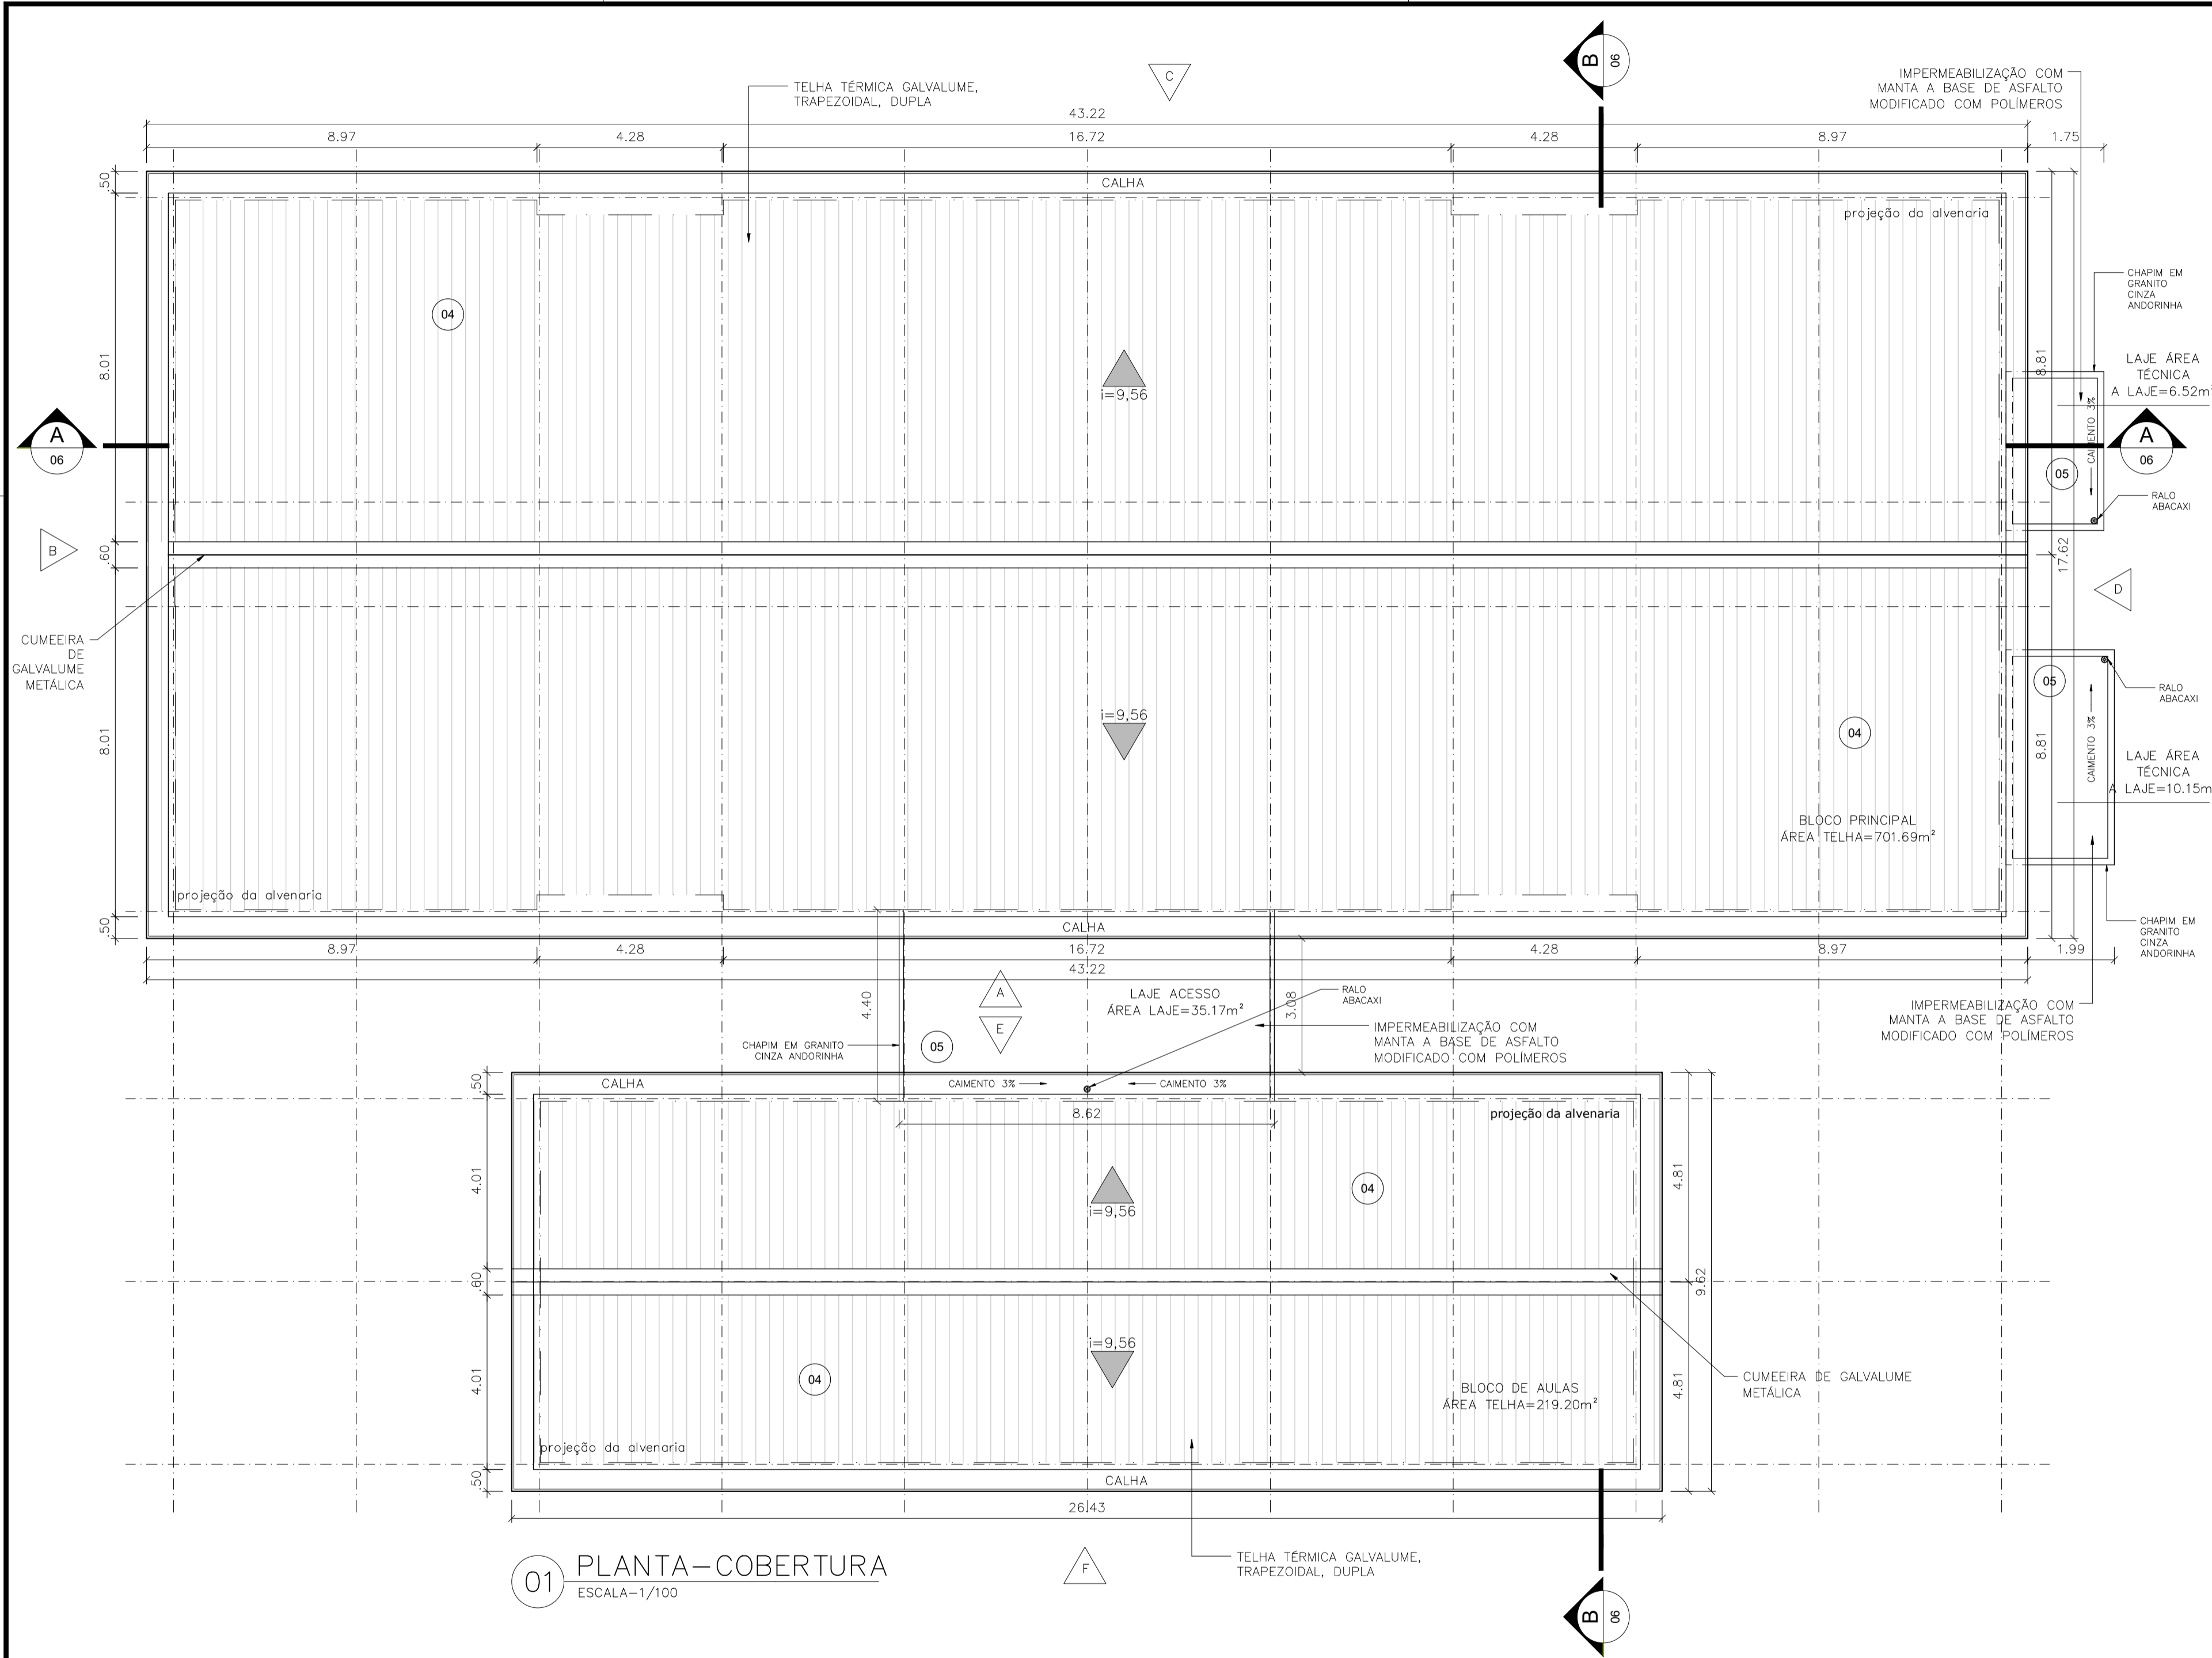 C
B
06
TELHA TÉRMICA GALVALUME,
TRAPEZOIDAL, DUPLA
IMPERMEABILIZAÇÃO COM
MANTA A BASE DE ASFALTO
MODIFICADO COM POLÍMEROS
43.22
8.97
4.28
16.72
4.28
8.97
1.75
.50
CALHA
projeção da alvenaria
CHAPIM EM
GRANITO
CINZA
ANDORINHA
04
8.01
i=9,56
8.81
LAJE ÁREA
TÉCNICA
A LAJE=6.52m²
CAIMENTO 3%
A
06
A
06
05
RALO
ABACAXI
B
.60
17.62
D
CUMEEIRA
DE
GALVALUME
METÁLICA
05
RALO
ABACAXI
8.01
i=9,56
04
8.81
CAIMENTO 3%
LAJE ÁREA
TÉCNICA
A LAJE=10.15m
BLOCO PRINCIPAL
ÁREA TELHA=701.69m²
projeção da alvenaria
.50
CALHA
CHAPIM EM
GRANITO
CINZA
ANDORINHA
8.97
4.28
16.72
4.28
8.97
1.99
43.22
4.40
A
E
LAJE ACESSO
ÁREA LAJE=35.17m²
3.08
RALO
ABACAXI
IMPERMEABILIZAÇÃO COM
MANTA A BASE DE ASFALTO
MODIFICADO COM POLÍMEROS
IMPERMEABILIZAÇÃO COM
MANTA A BASE DE ASFALTO
MODIFICADO COM POLÍMEROS
CHAPIM EM GRANITO
CINZA ANDORINHA
05
.50
CALHA
CAIMENTO 3%
CAIMENTO 3%
8.62
projeção da alvenaria
4.01
i=9,56
04
4.81
.60
9.62
4.01
i=9,56
04
4.81
BLOCO DE AULAS
ÁREA TELHA=219.20m²
CUMEEIRA DE GALVALUME
METÁLICA
projeção da alvenaria
.50
CALHA
26.43
01
PLANTA-COBERTURA
ESCALA-1/100
F
TELHA TÉRMICA GALVALUME,
TRAPEZOIDAL, DUPLA
B
06